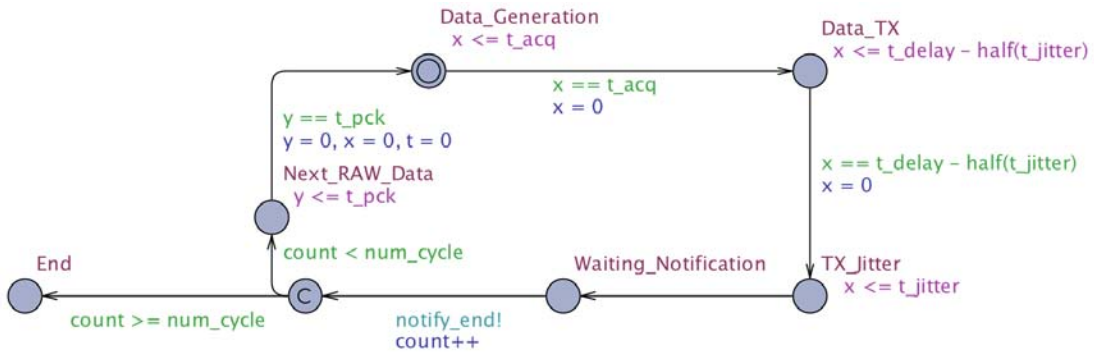 Data_Generation
x <= t_acq
Data_TX
x <= t_delay - half(t_jitter)
x == t_acq
x = 0
y == t_pck
y = 0, x = 0, t = 0
Next_RAW_Data
y <= t_pck
x == t_delay - half(t_jitter)
x = 0
count < num_cycle
End
Waiting_Notification
TX_Jitter
x <= t_jitter
C
count >= num_cycle
notify_end!
count++